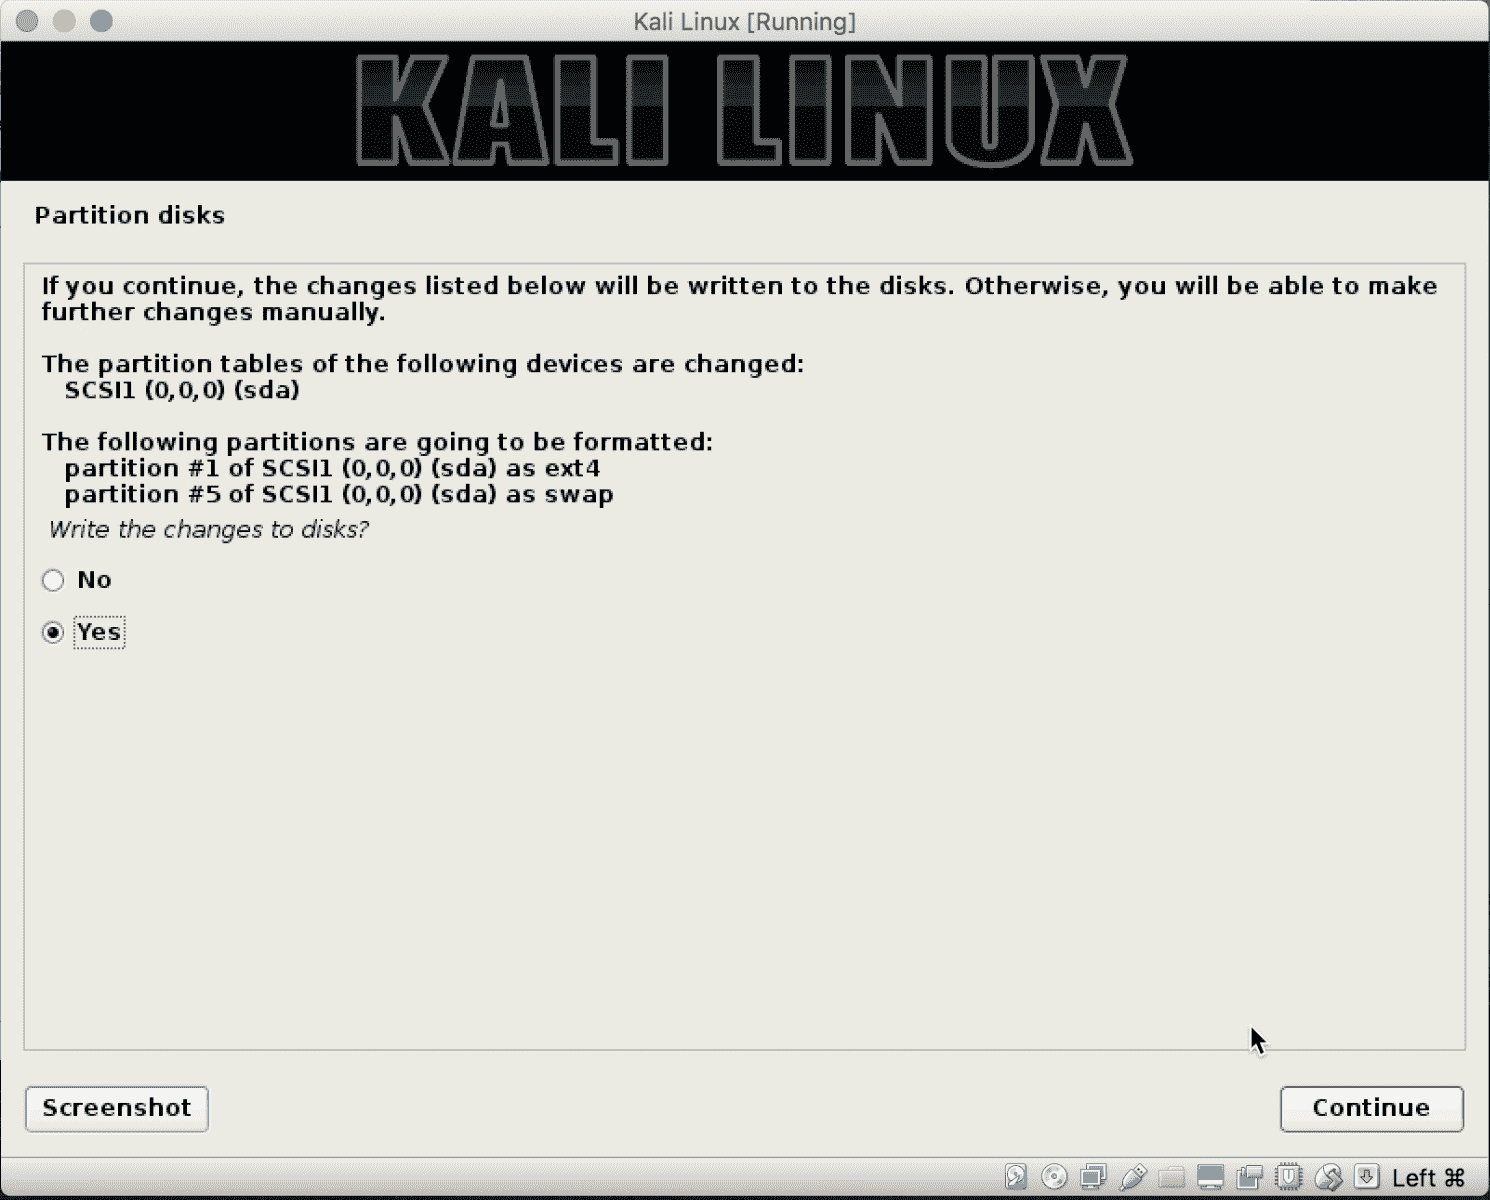 Kali Linux [Running]
KALI LINUX
Partition disks
If you continue, the changes listed below will be written to the disks. Otherwise, you will be able to make
further changes manually.
The partition tables of the following devices are changed:
SCSI1 (0,0,0) (sda)
The following partitions are going to be formatted:
partition #1 of SCSI1 (0,0,0) (sda) as ext4
partition #5 of SCSI1 (0,0,0) (sda) as swap
Write the changes to disks?
No
Yes
Screenshot
Continue
Left ⌘